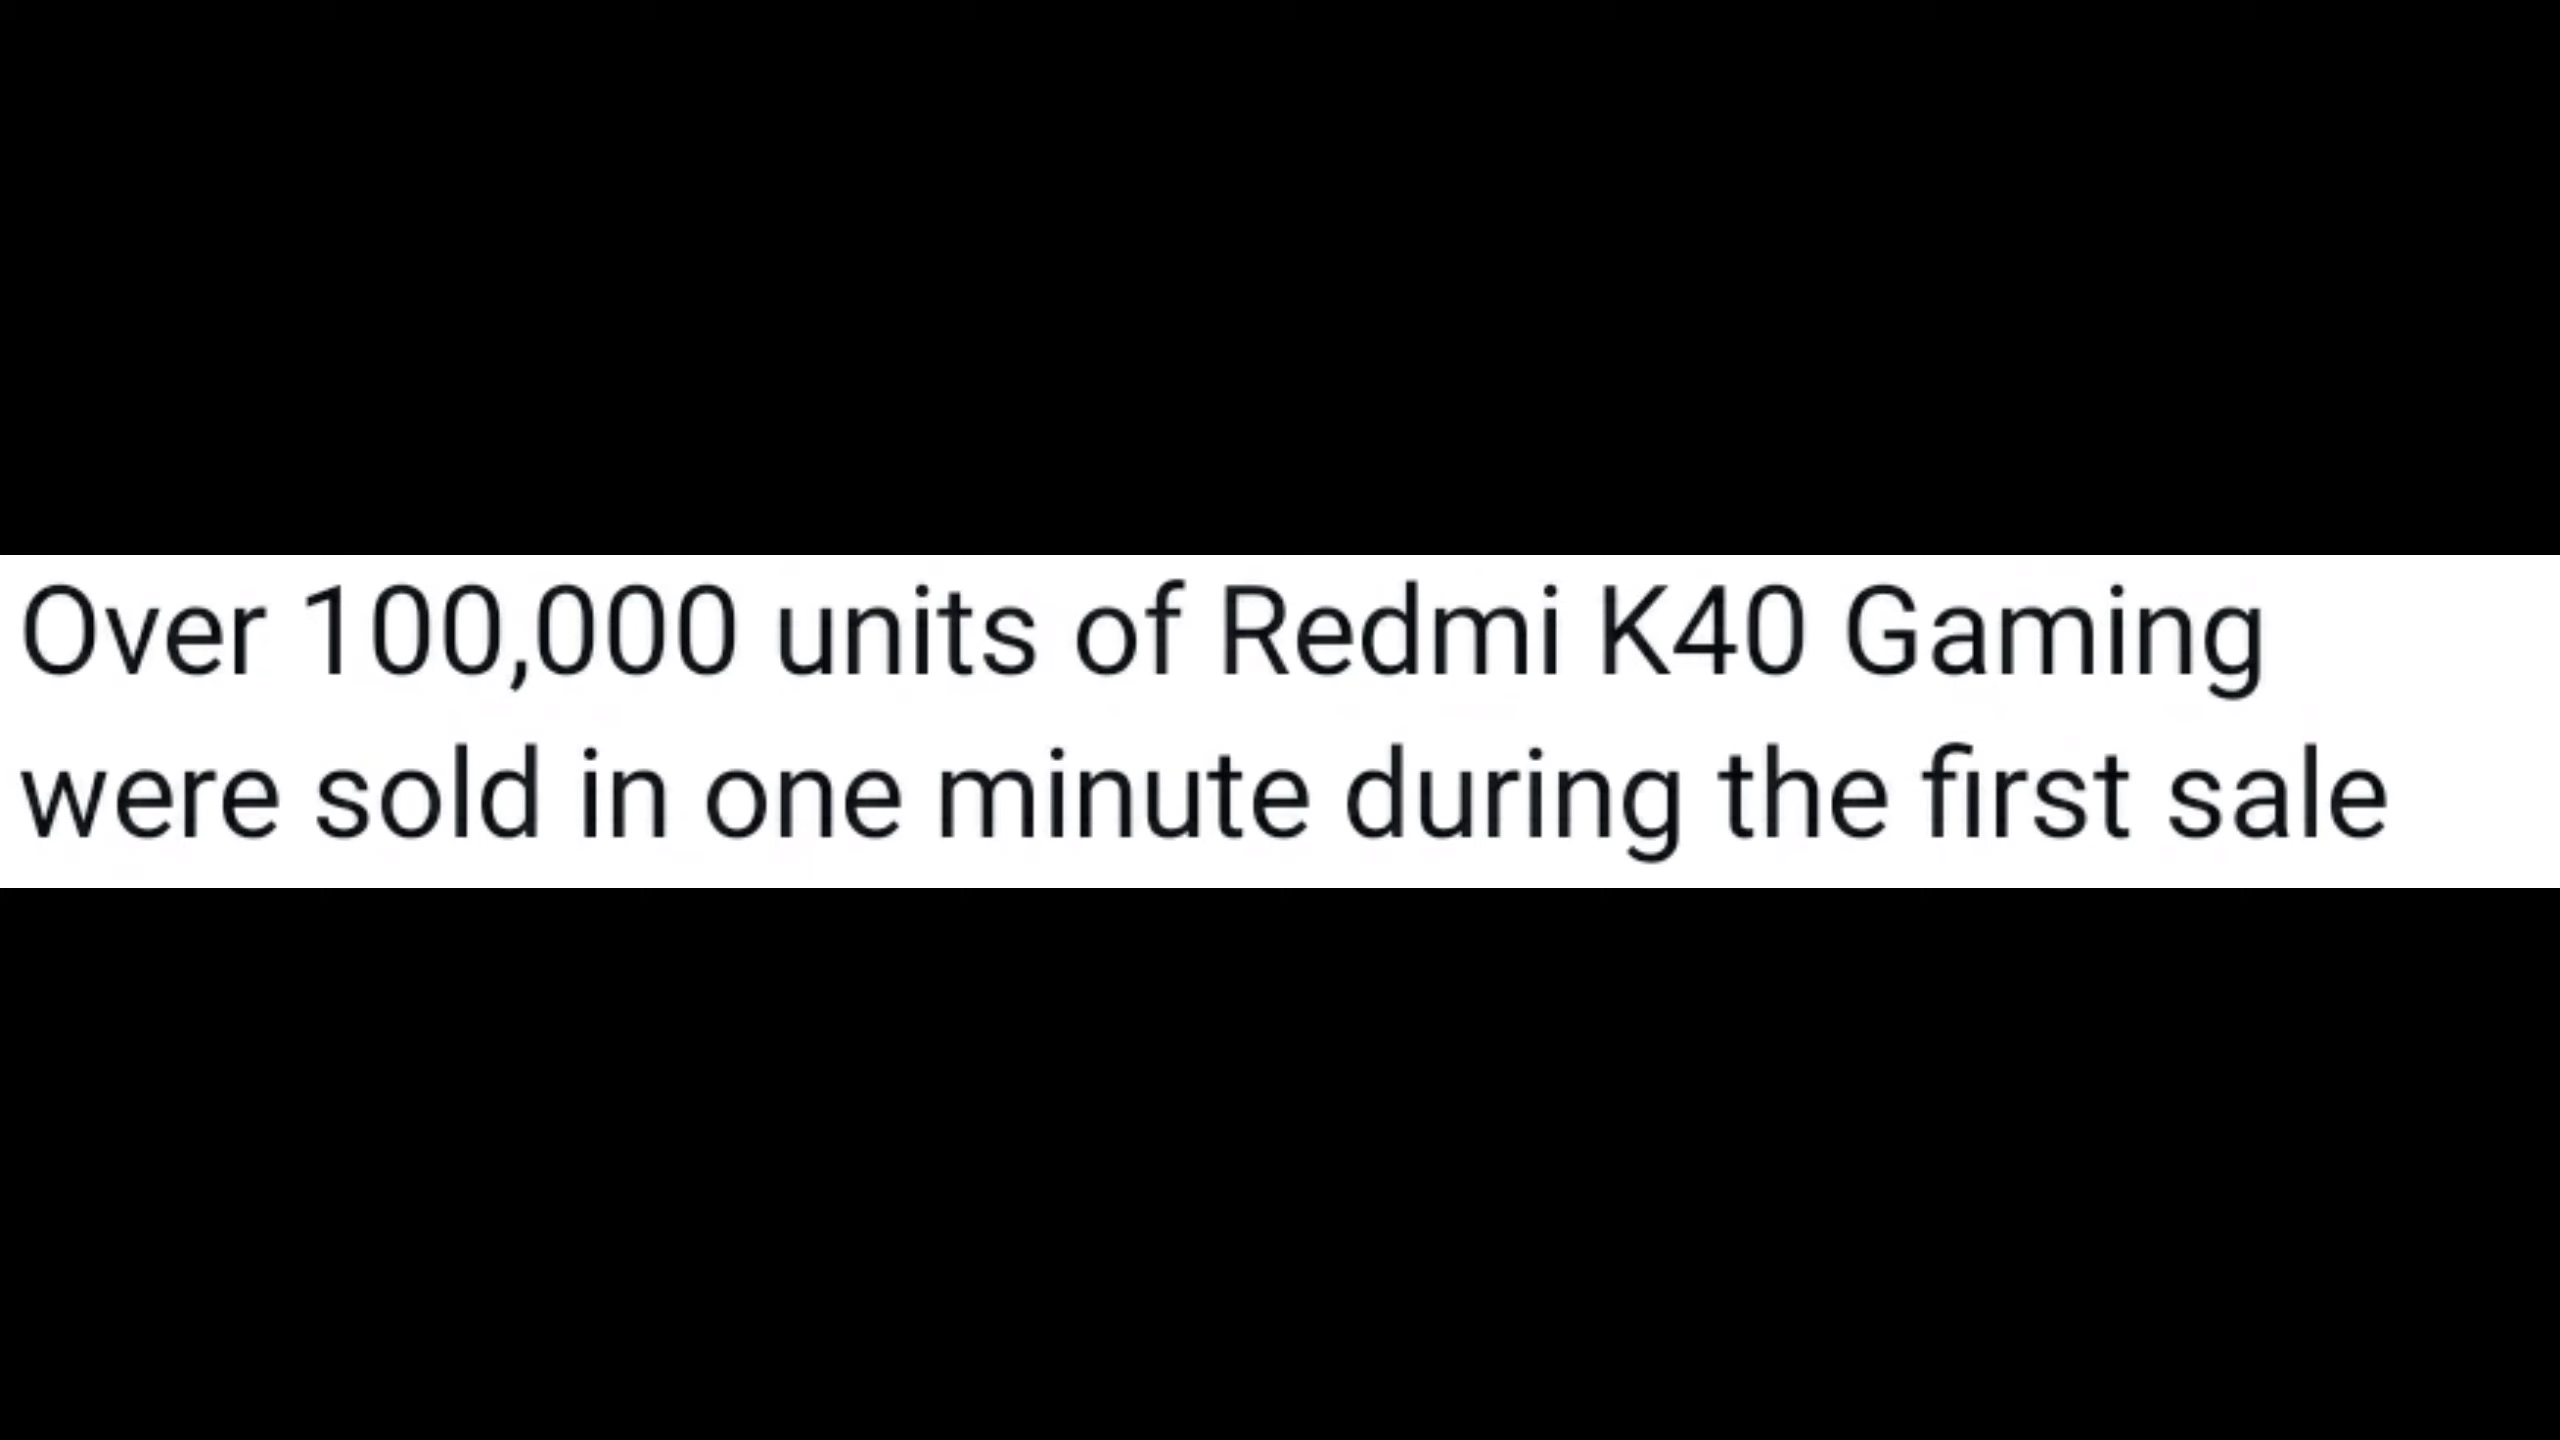 Over 100,000 units of Redmi K40 Gaming
were sold in one minute during the first sale